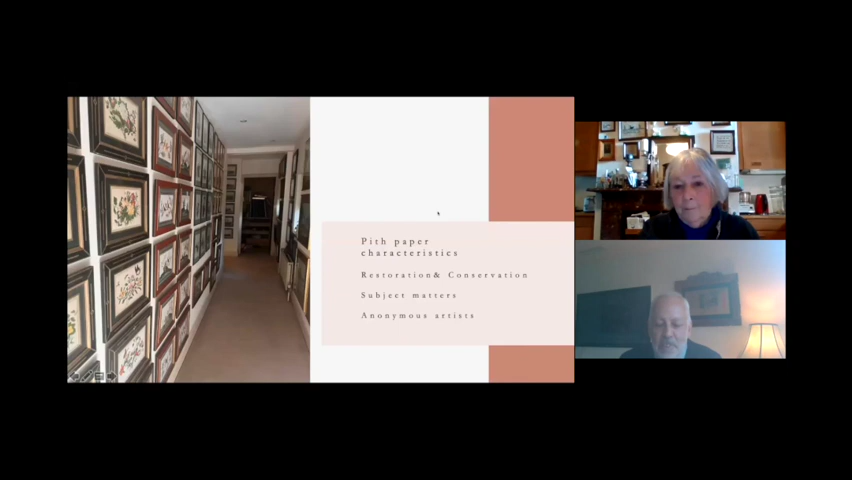 Pith paper
characteristics
Restoration& Conservation
Subject matters
Anonymous artists